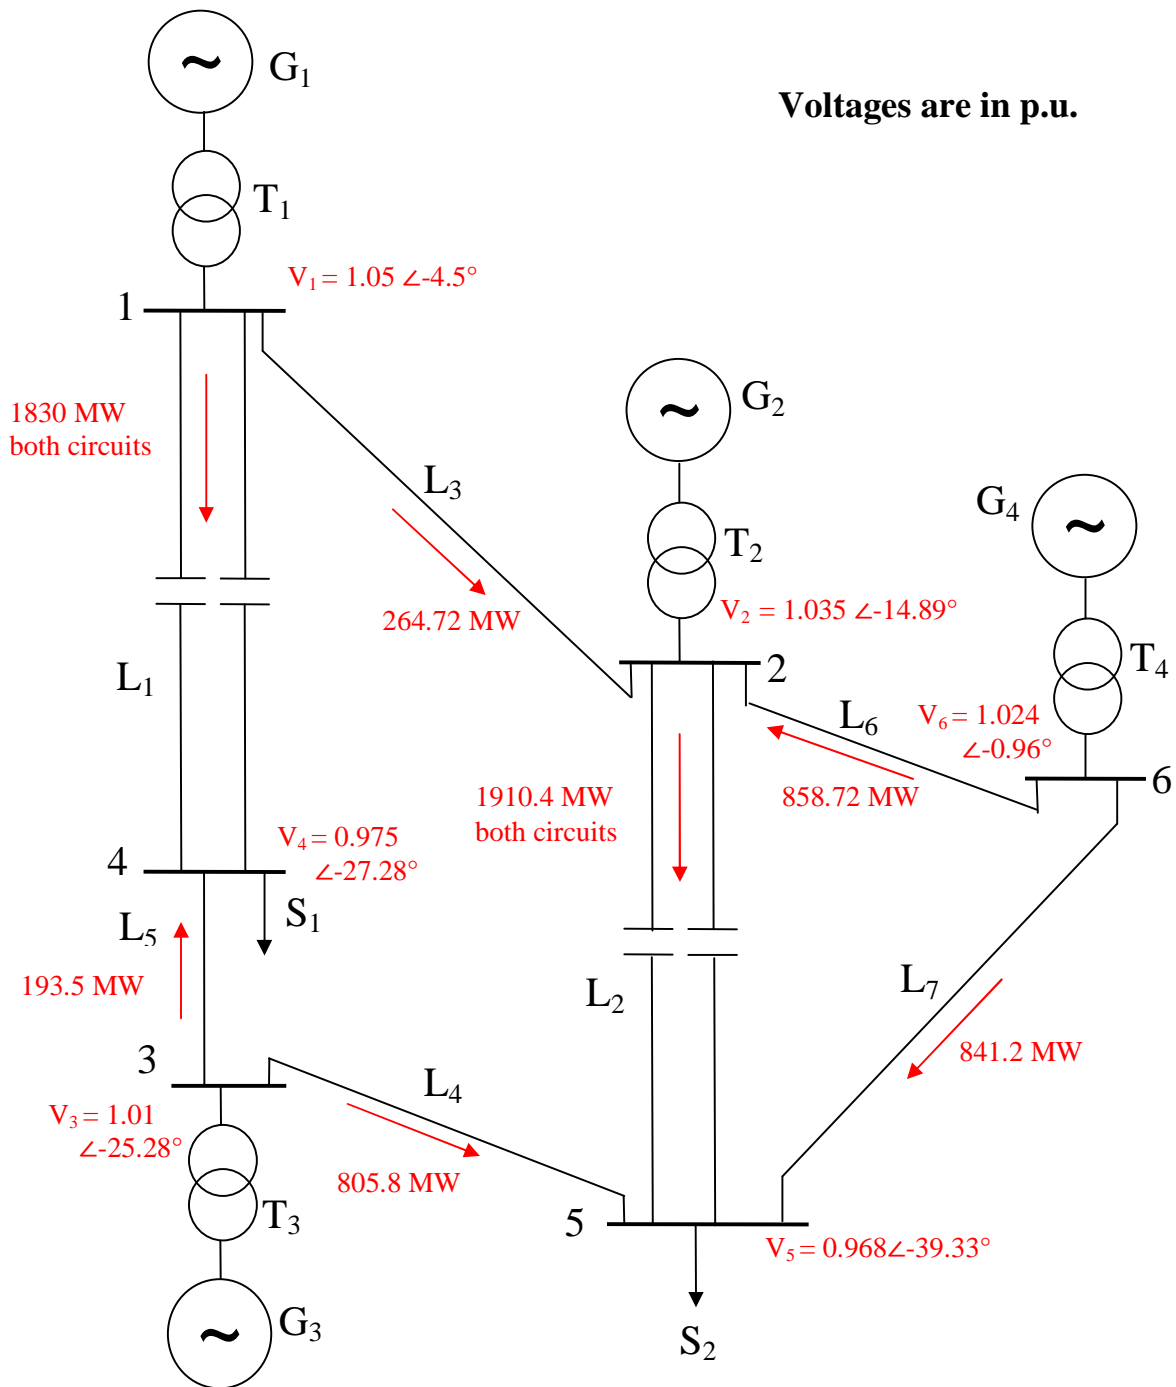 ~
G₁
Voltages are in p.u.
T₁
V₁ = 1.05 ∠-4.5°
1
1830 MW
both circuits
L₃
264.72 MW
~
G₂
T₂
V₂ = 1.035 ∠-14.89°
2
~
G₄
T₄
V₆ = 1.024
∠-0.96°
6
L₆
858.72 MW
1910.4 MW
both circuits
L₁
V₄ = 0.975
∠-27.28°
4
S₁
L₅
193.5 MW
L₂
L₇
841.2 MW
3
V₃ = 1.01
∠-25.28°
L₄
805.8 MW
T₃
5
V₅ = 0.968∠-39.33°
~
G₃
S₂